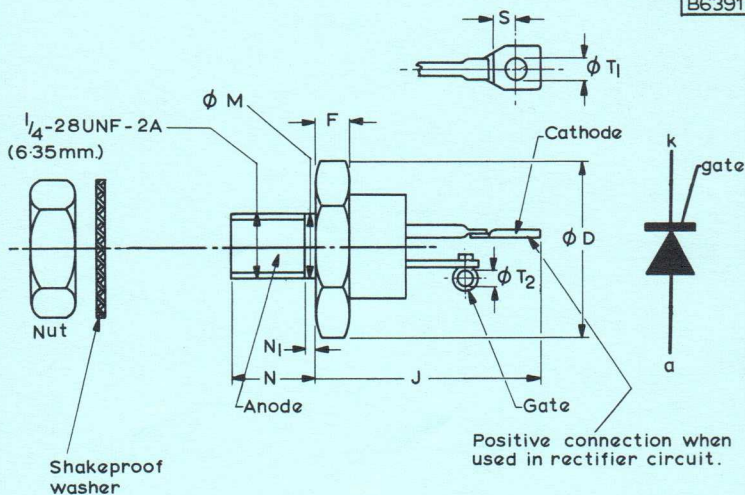 B6391
S
ϕ T1
ϕ M
F
1/4-28UNF-2A
(6·35mm.)
Cathode
k
gate
ϕ D
ϕ T2
Nut
N1
N
J
a
Anode
Gate
Positive connection when
used in rectifier circuit.
Shakeproof
washer